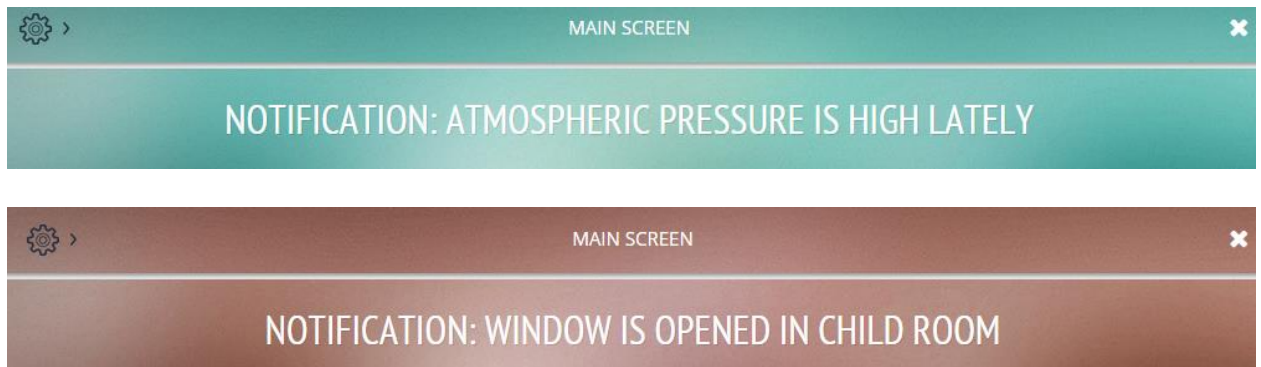 MAIN SCREEN
NOTIFICATION: ATMOSPHERIC PRESSURE IS HIGH LATELY
MAIN SCREEN
NOTIFICATION: WINDOW IS OPENED IN CHILD ROOM